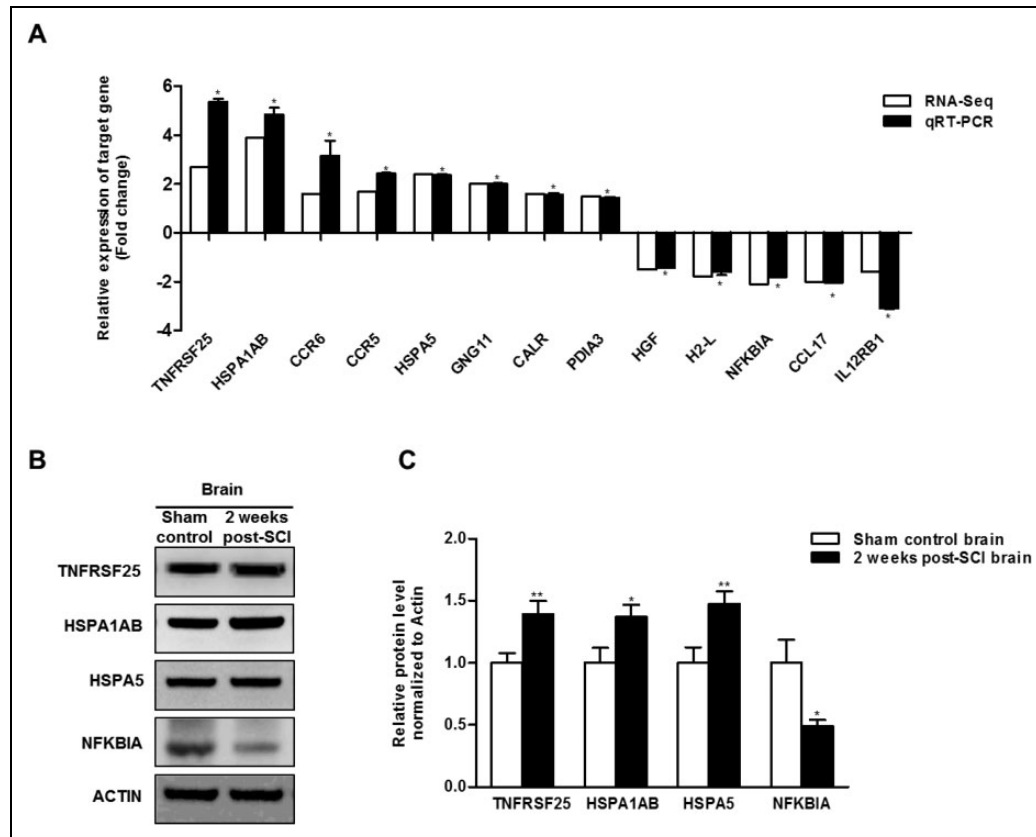 A
Relative expression of target gene
(Fold change)
6
4
2
0
-2
-4
* * * * * * * *
* * * * *
RNA-Seq
qRT-PCR
TNFRSF25
HSPA1AB
CCR6
CCR5
HSPA5
GNG11
CALR
PDIA3
HGF
H2-L
NFKBIA
CCL17
IL12RB1
B
Brain
Sham control
2 weeks post-SCI
TNFRSF25
HSPA1AB
HSPA5
NFKBIA
ACTIN
C
Relative protein level
normalized to Actin
2.0
1.5
1.0
0.5
0.0
** * ** *
Sham control brain
2 weeks post-SCI brain
TNFRSF25 HSPA1AB HSPA5 NFKBIA